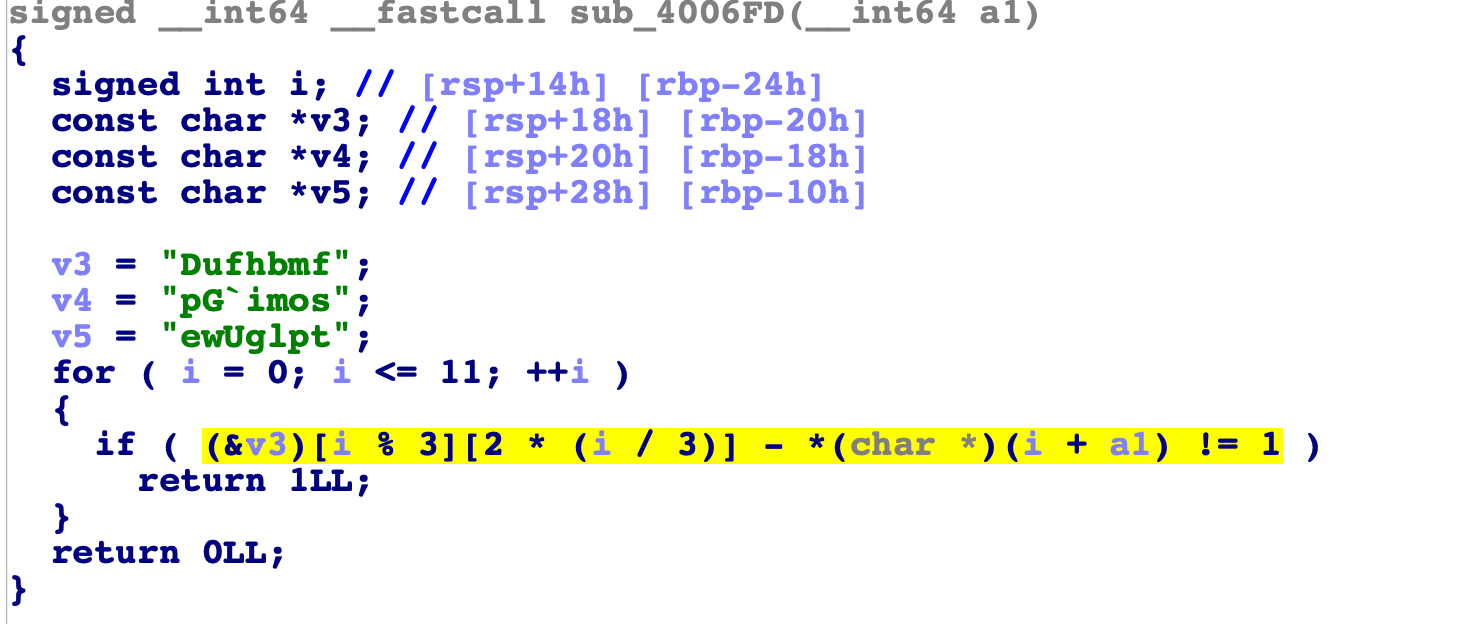 signed __int64 __fastcall sub_4006FD(__int64 a1)
{
  signed int i; // [rsp+14h] [rbp-24h]
  const char *v3; // [rsp+18h] [rbp-20h]
  const char *v4; // [rsp+20h] [rbp-18h]
  const char *v5; // [rsp+28h] [rbp-10h]

  v3 = "Dufhbmf";
  v4 = "pG`imos";
  v5 = "ewUglpt";
  for ( i = 0; i <= 11; ++i )
  {
    if ( (&v3)[i % 3][2 * (i / 3)] - *(char *)(i + a1) != 1 )
      return 1LL;
  }
  return 0LL;
}